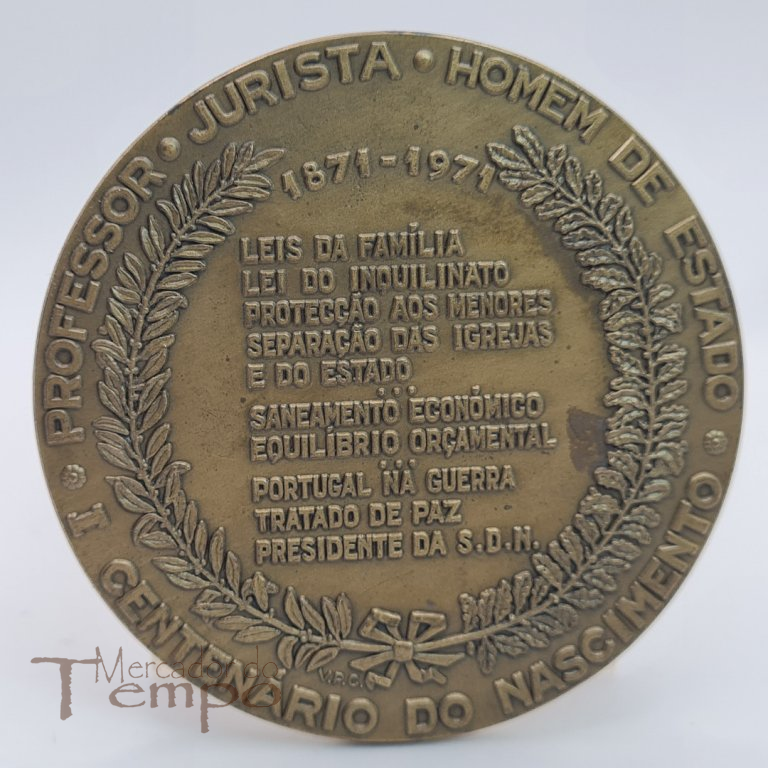 PROFESSOR • JURISTA • HOMEM DE ESTADO
I CENTENÁRIO DO NASCIMENTO
1871-1971
LEIS DA FAMÍLIA
LEI DO INQUILINATO
PROTECÇÃO AOS MENORES
SEPARAÇÃO DAS IGREJAS
E DO ESTADO
...
SANEAMENTO ECONÓMICO
EQUILÍBRIO ORÇAMENTAL
...
PORTUGAL NA GUERRA
TRATADO DE PAZ
PRESIDENTE DA S.D.N.
V.P.C.
Mercador do
Tempo